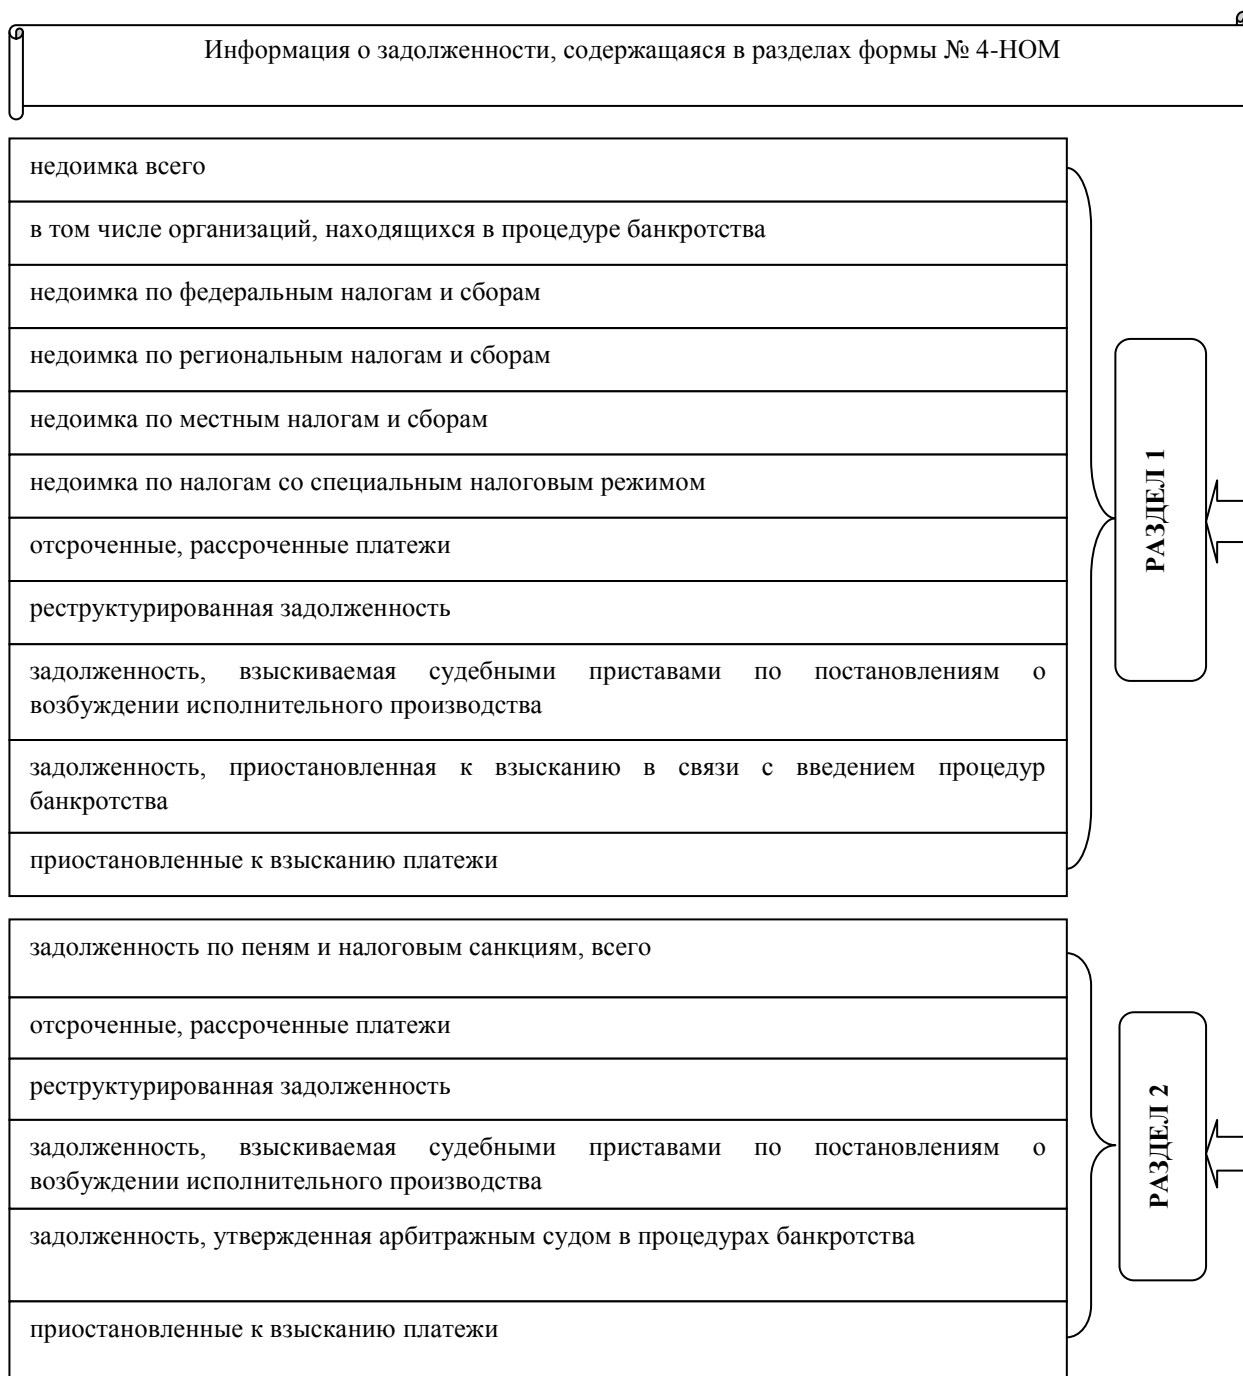 Информация о задолженности, содержащаяся в разделах формы № 4-НОМ
недоимка всего
в том числе организаций, находящихся в процедуре банкротства
недоимка по федеральным налогам и сборам
недоимка по региональным налогам и сборам
недоимка по местным налогам и сборам
недоимка по налогам со специальным налоговым режимом
отсроченные, рассроченные платежи
реструктурированная задолженность
задолженность, взыскиваемая судебными приставами по постановлениям о
возбуждении исполнительного производства
задолженность, приостановленная к взысканию в связи с введением процедур
банкротства
приостановленные к взысканию платежи
РАЗДЕЛ 1
задолженность по пеням и налоговым санкциям, всего
отсроченные, рассроченные платежи
реструктурированная задолженность
задолженность, взыскиваемая судебными приставами по постановлениям о
возбуждении исполнительного производства
задолженность, утвержденная арбитражным судом в процедурах банкротства
приостановленные к взысканию платежи
РАЗДЕЛ 2